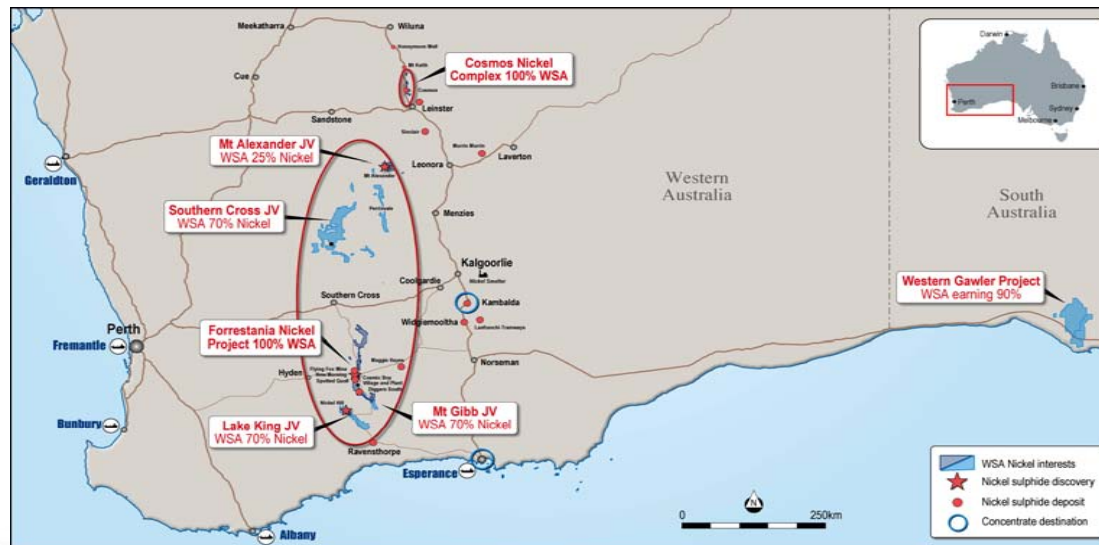 Meekatharra
Wiluna
Honeymoon Well
Mt Keith
Cosmos
Cosmos Nickel
Complex 100% WSA
Cue
Leinster
Sandstone
Sinclair
Murrin Murrin
Laverton
Leonora
Mt Alexander JV
WSA 25% Nickel
Mt Alexander
Geraldton
Southern Cross JV
WSA 70% Nickel
Menzies
Western
Australia
South
Australia
Kalgoorlie
Nickel Smelter
Coolgardie
Kambalda
Southern Cross
Widgiemooltha
Lanfranchi Tramways
Western Gawler Project
WSA earning 90%
Perth
Fremantle
Forrestania Nickel
Project 100% WSA
Maggie Hayes
Norseman
Hyden
Flying Fox Mine
New Morning
Spotted Quoll
Cosmic Boy
Village and Plant
Diggers South
Nickel Hill
Mt Gibb JV
WSA 70% Nickel
Bunbury
Lake King JV
WSA 70% Nickel
Ravensthorpe
Esperance
Albany
N
0
250km
Darwin
Brisbane
Perth
Sydney
Melbourne
WSA Nickel interests
Nickel sulphide discovery
Nickel sulphide deposit
Concentrate destination